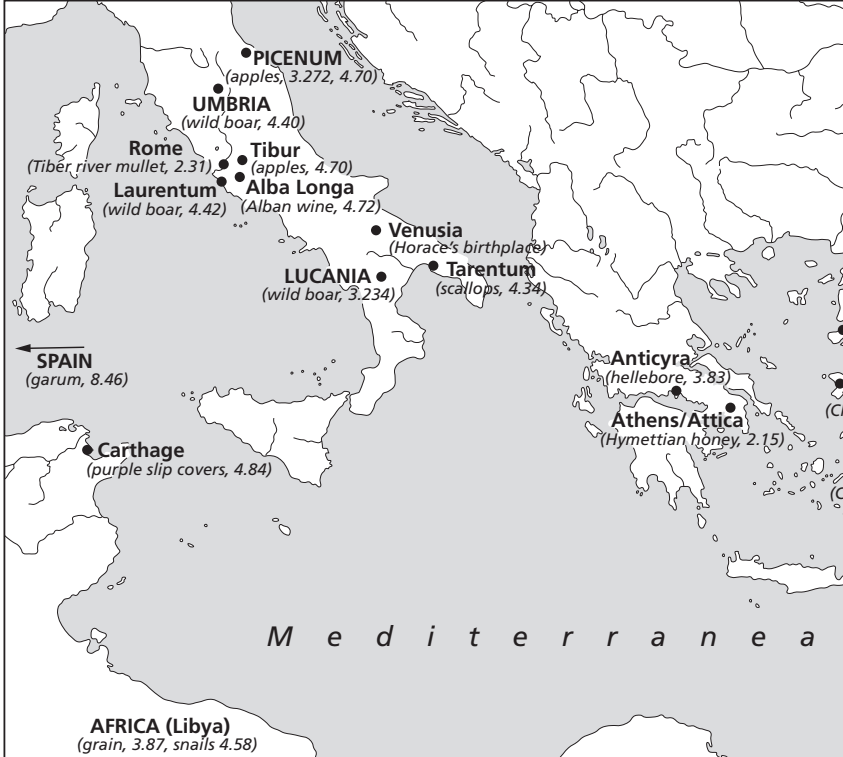 PICENUM
(apples, 3.272, 4.70)
UMBRIA
(wild boar, 4.40)
Rome
(Tiber river mullet, 2.31)
Tibur
(apples, 4.70)
Laurentum
(wild boar, 4.42)
Alba Longa
(Alban wine, 4.72)
Venusia
(Horace's birthplace)
LUCANIA
(wild boar, 3.234)
Tarentum
(scallops, 4.34)
SPAIN
(garum, 8.46)
Anticyra
(hellebore, 3.83)
Athens/Attica
(Hymettian honey, 2.15)
Carthage
(purple slip covers, 4.84)
Mediterranea
AFRICA (Libya)
(grain, 3.87, snails 4.58)